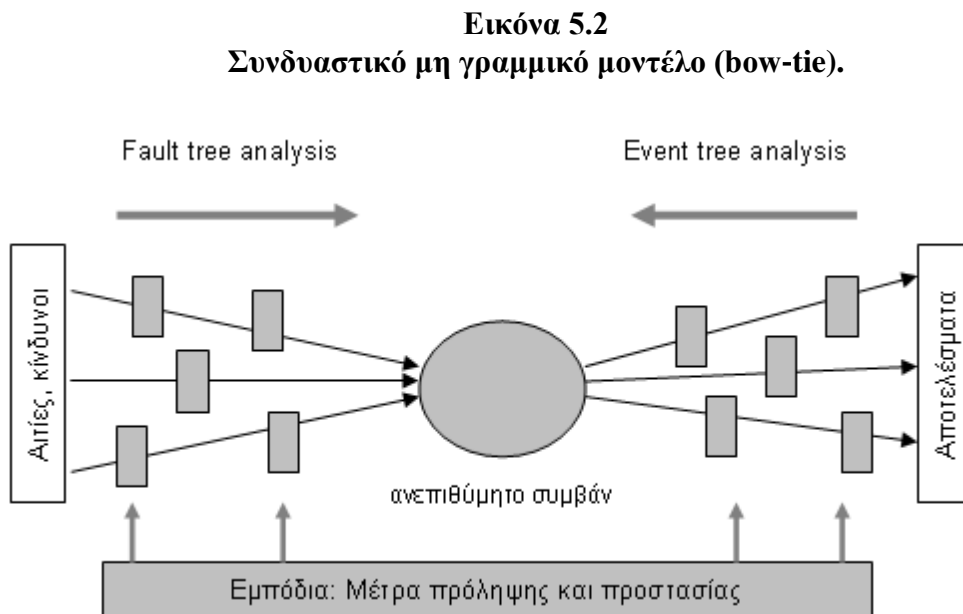 Εικόνα 5.2
Συνδυαστικό μη γραμμικό μοντέλο (bow-tie).
Fault tree analysis
Event tree analysis
Αιτίες, κίνδυνοι
Αποτελέσματα
ανεπιθύμητο συμβάν
Εμπόδια: Μέτρα πρόληψης και προστασίας